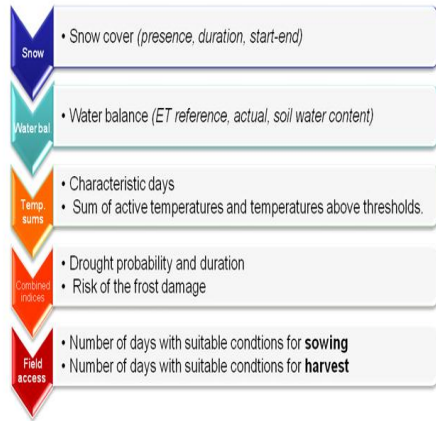 Snow
• Snow cover (presence, duration, start-end)
Water bal
• Water balance (ET reference, actual, soil water content)
Temp.
sums
• Characteristic days
• Sum of active temperatures and temperatures above thresholds.
Combined
indices
• Drought probability and duration
• Risk of the frost damage
Field
access
• Number of days with suitable condtions for sowing
• Number of days with suitable condtions for harvest